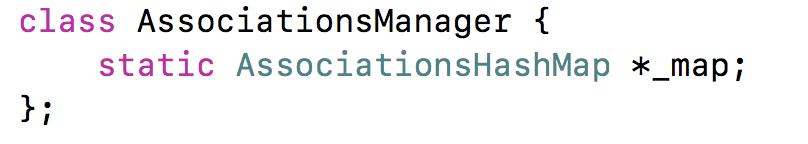 class AssociationsManager {
    static AssociationsHashMap *_map;
};